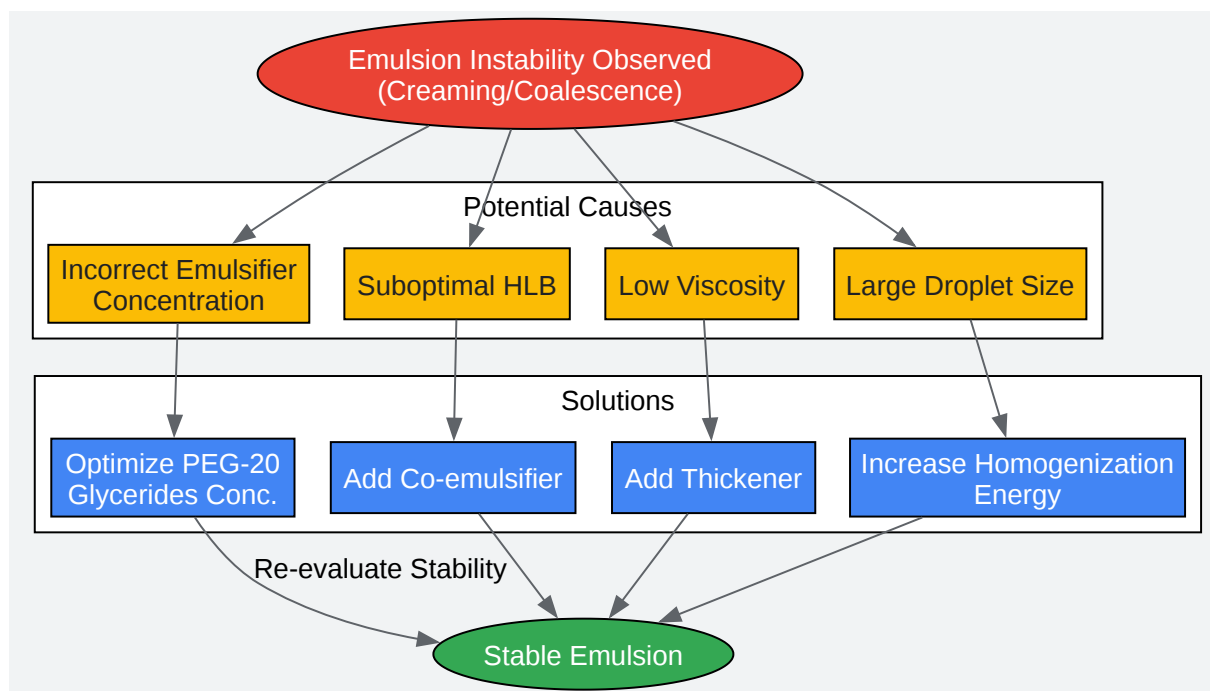 Emulsion Instability Observed
(Creaming/Coalescence)
Potential Causes
Incorrect Emulsifier
Concentration
Suboptimal HLB
Low Viscosity
Large Droplet Size
Solutions
Optimize PEG-20
Glycerides Conc.
Add Co-emulsifier
Add Thickener
Increase Homogenization
Energy
Re-evaluate Stability
Stable Emulsion